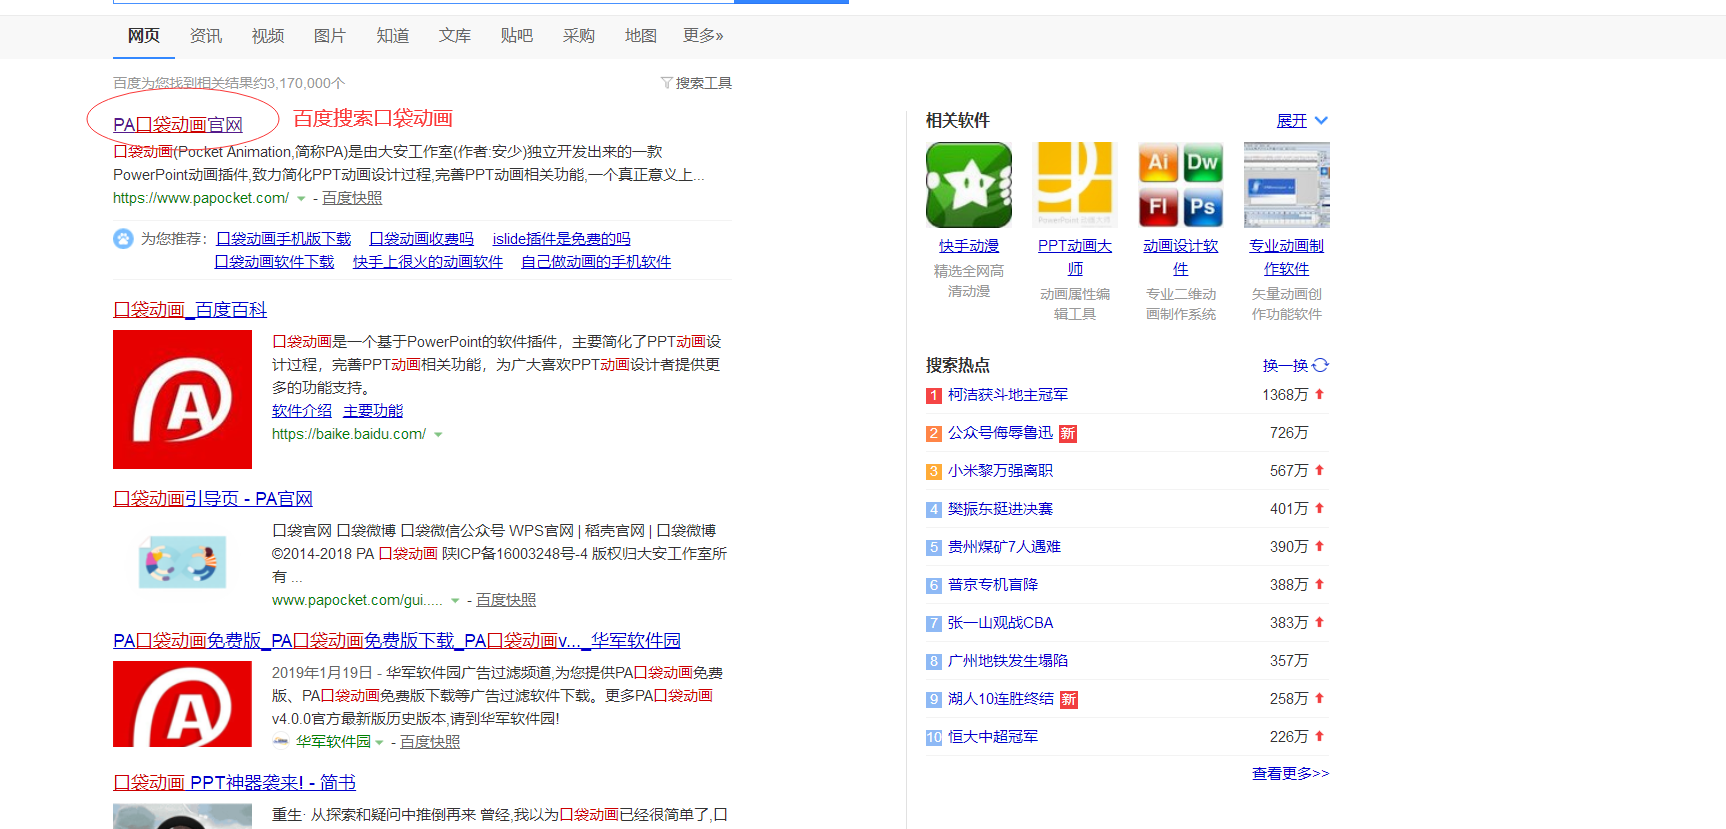 网页 资讯 视频 图片 知道 文库 贴吧 采购 地图 更多»
百度为您找到相关结果约3,170,000个 搜索工具
PA口袋动画官网
百度搜索口袋动画
口袋动画(Pocket Animation,简称PA)是由大安工作室(作者:安少)独立开发出来的一款
PowerPoint动画插件,致力简化PPT动画设计过程,完善PPT动画相关功能,一个真正意义上...
https://www.papocket.com/ - 百度快照
为您推荐: 口袋动画手机版下载 口袋动画收费吗 islide插件是免费的吗
口袋动画软件下载 快手上很火的动画软件 自己做动画的手机软件
口袋动画_百度百科
口袋动画是一个基于PowerPoint的软件插件，主要简化了PPT动画设
计过程，完善PPT动画相关功能，为广大喜欢PPT动画设计者提供更
多的功能支持。
软件介绍 主要功能
https://baike.baidu.com/
口袋动画引导页 - PA官网
口袋官网 口袋微博 口袋微信公众号 WPS官网 | 稻壳官网 | 口袋微博
©2014-2018 PA 口袋动画 陕ICP备16003248号-4 版权归大安工作室所
有 ...
www.papocket.com/gui..... - 百度快照
PA口袋动画免费版_PA口袋动画免费版下载_PA口袋动画v..._华军软件园
2019年1月19日 - 华军软件园广告过滤频道,为您提供PA口袋动画免费
版、PA口袋动画免费版下载等广告过滤软件下载。更多PA口袋动画
v4.0.0官方最新版历史版本,请到华军软件园!
华军软件园 - 百度快照
口袋动画 PPT神器袭来! - 简书
重生· 从探索和疑问中推倒再来 曾经,我以为口袋动画已经很简单了,口
相关软件 展开
PowerPoint 动画大师
Ai Dw
Fl Ps
快手动漫
精选全网高
清动漫
PPT动画大
师
动画属性编
辑工具
动画设计软
件
专业二维动
画制作系统
专业动画制
作软件
矢量动画创
作功能软件
搜索热点 换一换
1 柯洁获斗地主冠军 1368万
2 公众号侮辱鲁迅 新 726万
3 小米黎万强离职 567万
4 樊振东挺进决赛 401万
5 贵州煤矿7人遇难 390万
6 普京专机盲降 388万
7 张一山观战CBA 383万
8 广州地铁发生塌陷 357万
9 湖人10连胜终结 新 258万
10 恒大中超冠军 226万
查看更多>>